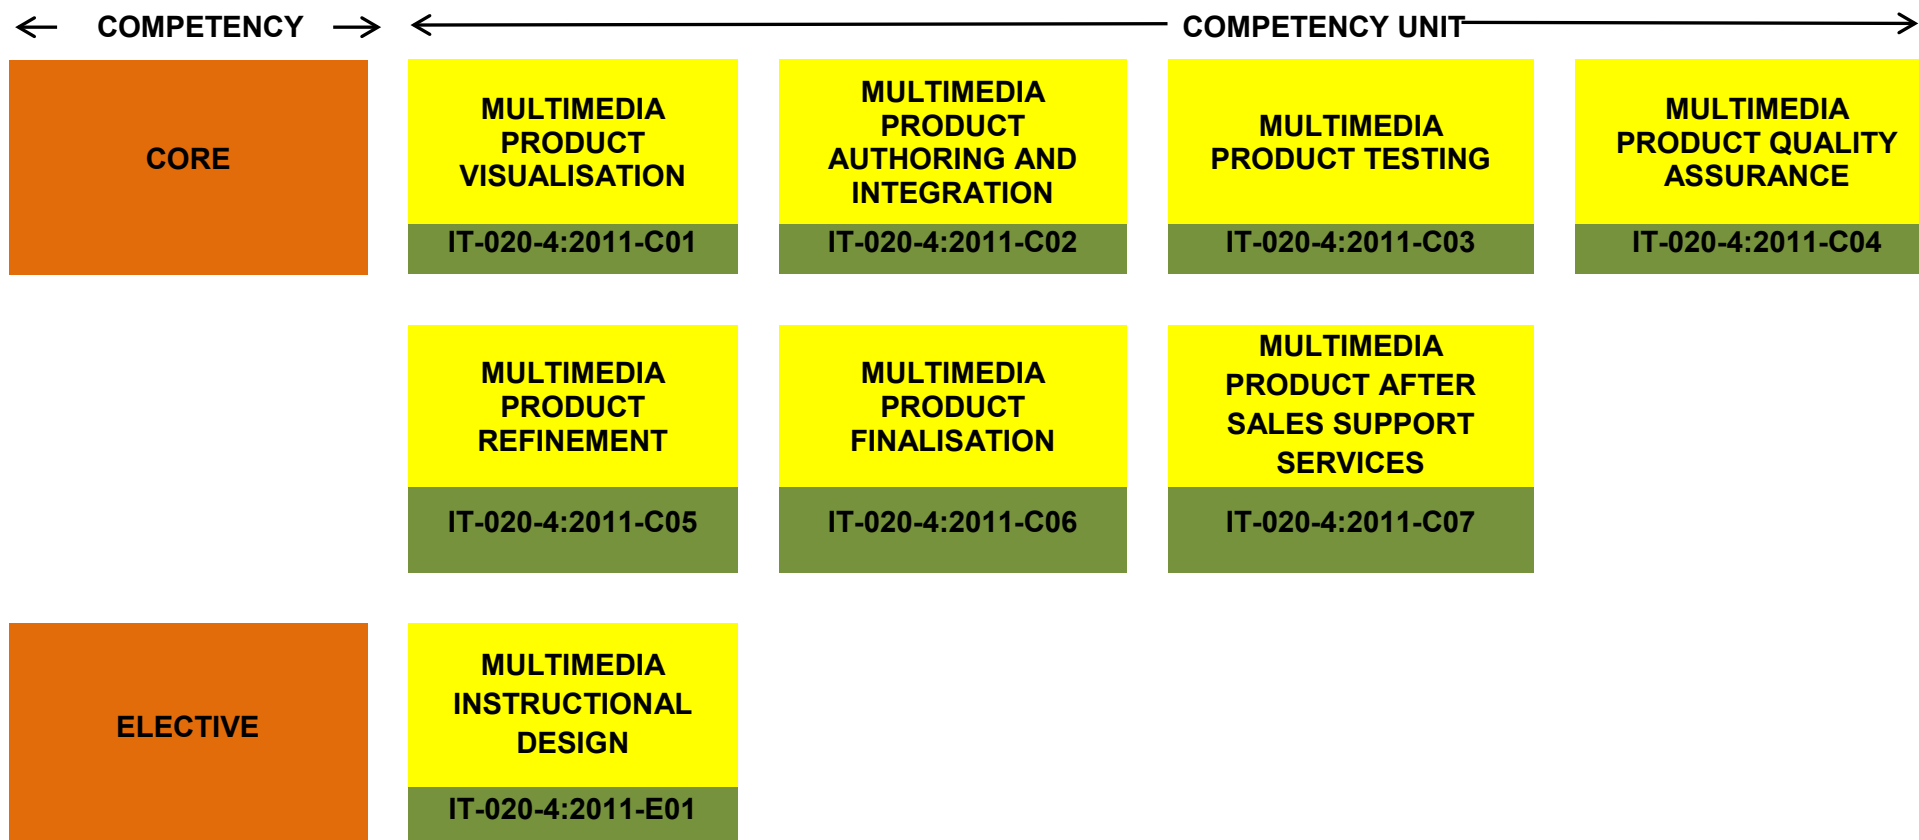 COMPETENCY
COMPETENCY UNIT
CORE
MULTIMEDIA
PRODUCT
VISUALISATION
IT-020-4:2011-C01
MULTIMEDIA
PRODUCT
AUTHORING AND
INTEGRATION
IT-020-4:2011-C02
MULTIMEDIA
PRODUCT TESTING
IT-020-4:2011-C03
MULTIMEDIA
PRODUCT QUALITY
ASSURANCE
IT-020-4:2011-C04
MULTIMEDIA
PRODUCT
REFINEMENT
IT-020-4:2011-C05
MULTIMEDIA
PRODUCT
FINALISATION
IT-020-4:2011-C06
MULTIMEDIA
PRODUCT AFTER
SALES SUPPORT
SERVICES
IT-020-4:2011-C07
ELECTIVE
MULTIMEDIA
INSTRUCTIONAL
DESIGN
IT-020-4:2011-E01